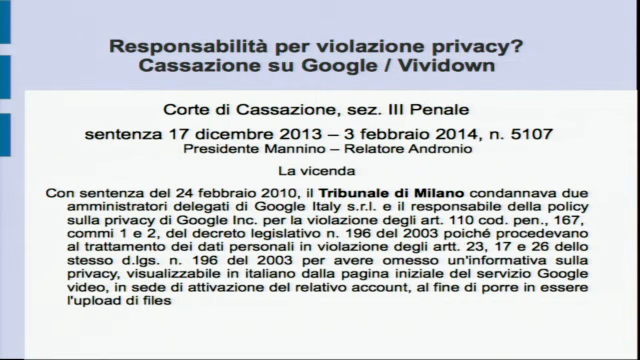 Responsabilità per violazione privacy?
Cassazione su Google / Vividown
Corte di Cassazione, sez. III Penale
sentenza 17 dicembre 2013 – 3 febbraio 2014, n. 5107
Presidente Mannino – Relatore Andronio
La vicenda
Con sentenza del 24 febbraio 2010, il Tribunale di Milano condannava due
amministratori delegati di Google Italy s.r.l. e il responsabile della policy
sulla privacy di Google Inc. per la violazione degli art. 110 cod. pen., 167,
commi 1 e 2, del decreto legislativo n. 196 del 2003 poiché procedevano
al trattamento dei dati personali in violazione degli artt. 23, 17 e 26 dello
stesso d.lgs. n. 196 del 2003 per avere omesso un'informativa sulla
privacy, visualizzabile in italiano dalla pagina iniziale del servizio Google
video, in sede di attivazione del relativo account, al fine di porre in essere
l'upload di files